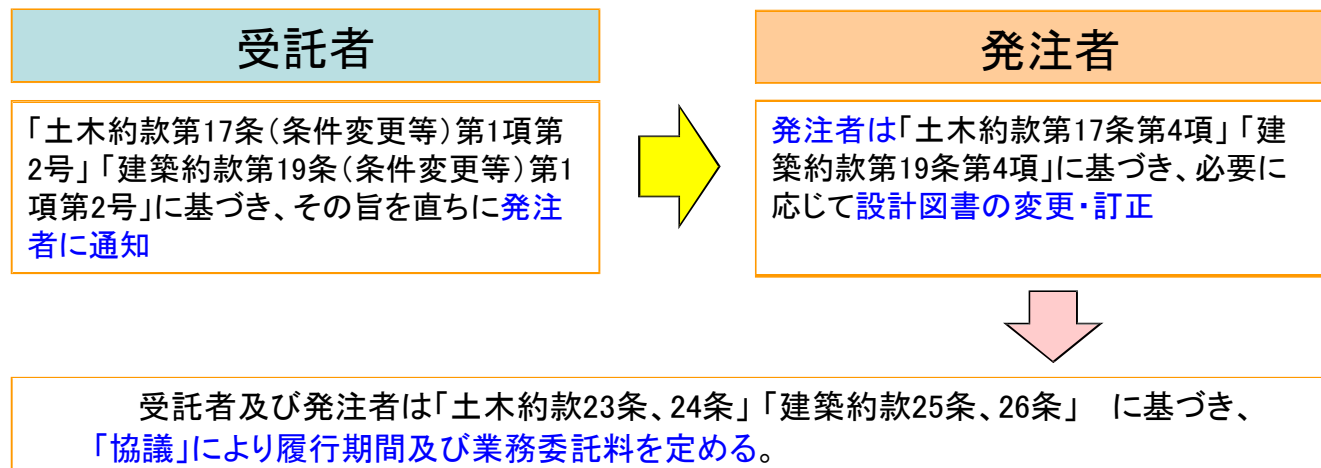 受託者
「土木約款第17条(条件変更等)第1項第
2号」「建築約款第19条(条件変更等)第1
項第2号」に基づき、その旨を直ちに発注
者に通知
発注者
発注者は「土木約款第17条第4項」「建
築約款第19条第4項」に基づき、必要に
応じて設計図書の変更・訂正
受託者及び発注者は「土木約款23条、24条」「建築約款25条、26条」 に基づき、
「協議」により履行期間及び業務委託料を定める。